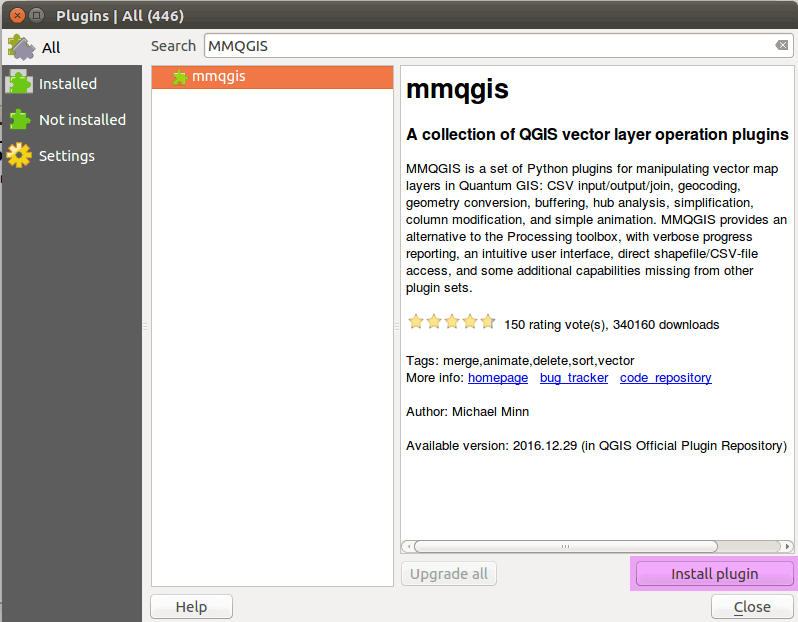 Plugins | All (446)
All
Search MMQGIS
Installed
Not installed
Settings
mmqgis
mmqgis
A collection of QGIS vector layer operation plugins
MMQGIS is a set of Python plugins for manipulating vector map
layers in Quantum GIS: CSV input/output/join, geocoding,
geometry conversion, buffering, hub analysis, simplification,
column modification, and simple animation. MMQGIS provides an
alternative to the Processing toolbox, with verbose progress
reporting, an intuitive user interface, direct shapefile/CSV-file
access, and some additional capabilities missing from other
plugin sets.
150 rating vote(s), 340160 downloads
Tags: merge,animate,delete,sort,vector
More info: homepage bug_tracker code_repository
Author: Michael Minn
Available version: 2016.12.29 (in QGIS Official Plugin Repository)
Upgrade all
Install plugin
Help
Close